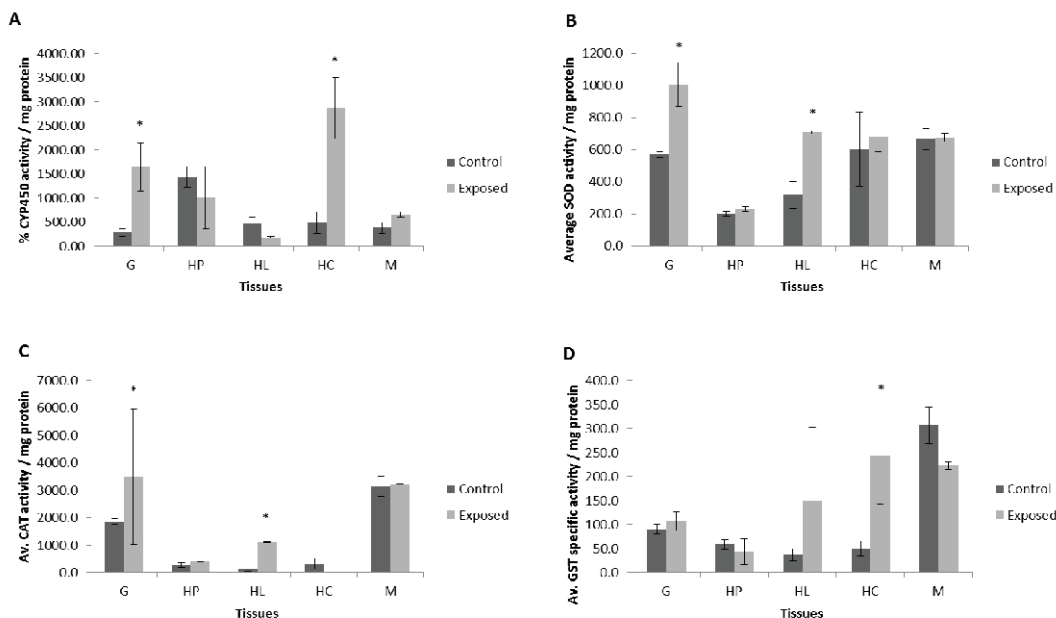 A
4000.00
3500.00
3000.00
2500.00
2000.00
1500.00
1000.00
500.00
0.00
% CYP450 activity / mg protein
*
*
G HP HL HC M
Tissues
Control
Exposed
B
1200.0
1000.0
800.0
600.0
400.0
200.0
0.0
Average SOD activity / mg protein
*
*
G HP HL HC M
Tissues
Control
Exposed
C
7000.0
6000.0
5000.0
4000.0
3000.0
2000.0
1000.0
0.0
Av. CAT activity / mg protein
*
*
G HP HL HC M
Tissues
Control
Exposed
D
400.0
350.0
300.0
250.0
200.0
150.0
100.0
50.0
0.0
Av. GST specific activity / mg protein
*
G HP HL HC M
Tissues
Control
Exposed